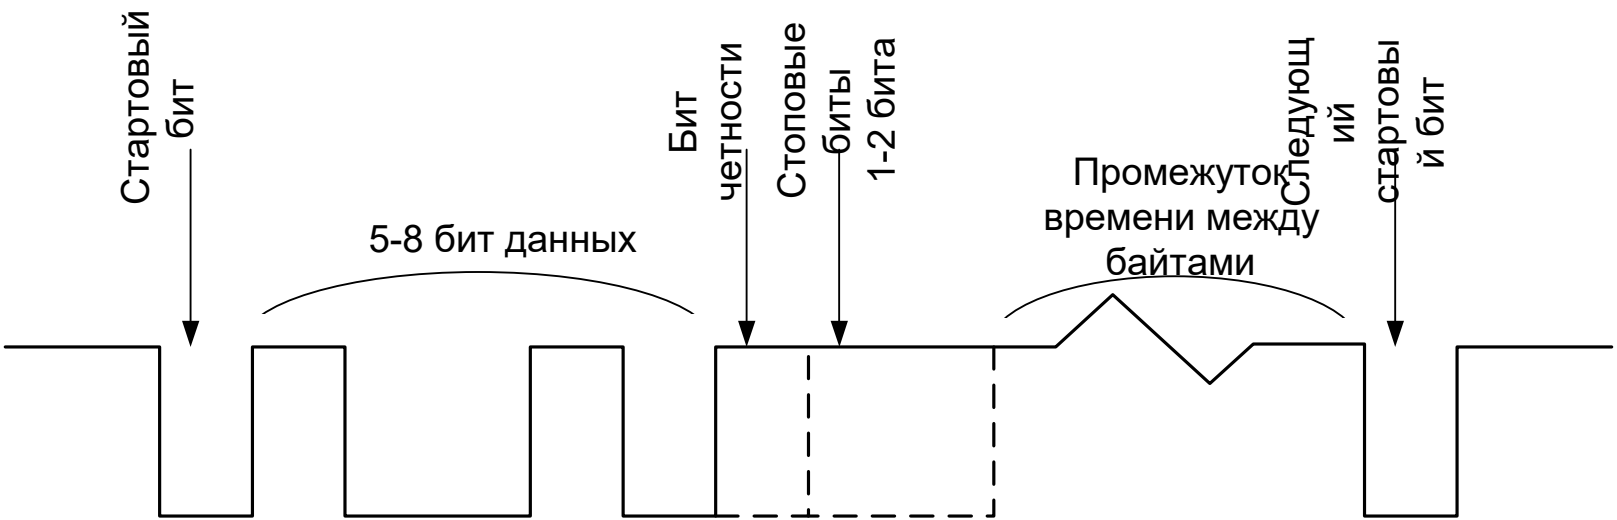 Стартовый
бит
5-8 бит данных
Бит
четности
Стоповые
биты
1-2 бита
Промежуток
времени между
байтами
Следующ
ий
стартовы
й бит